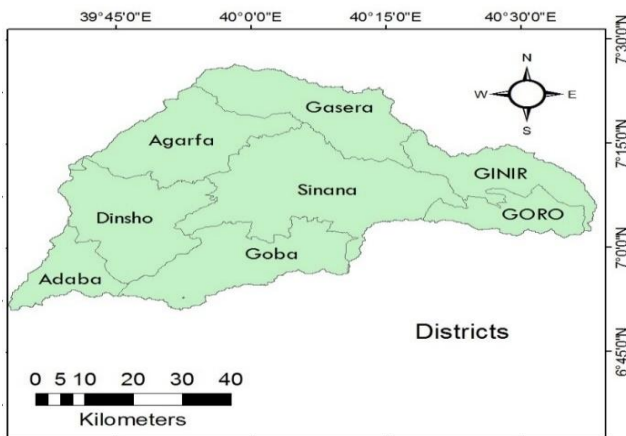 39°45'0"E 40°0'0"E 40°15'0"E 40°30'0"E
7°30'0"N
N
W E
S
Gasera
Agarfa
7°15'0"N
GINIR
Sinana
Dinsho
GORO
7°0'0"N
Goba
Adaba
Districts
6°45'0"N
0 5 10 20 30 40
Kilometers